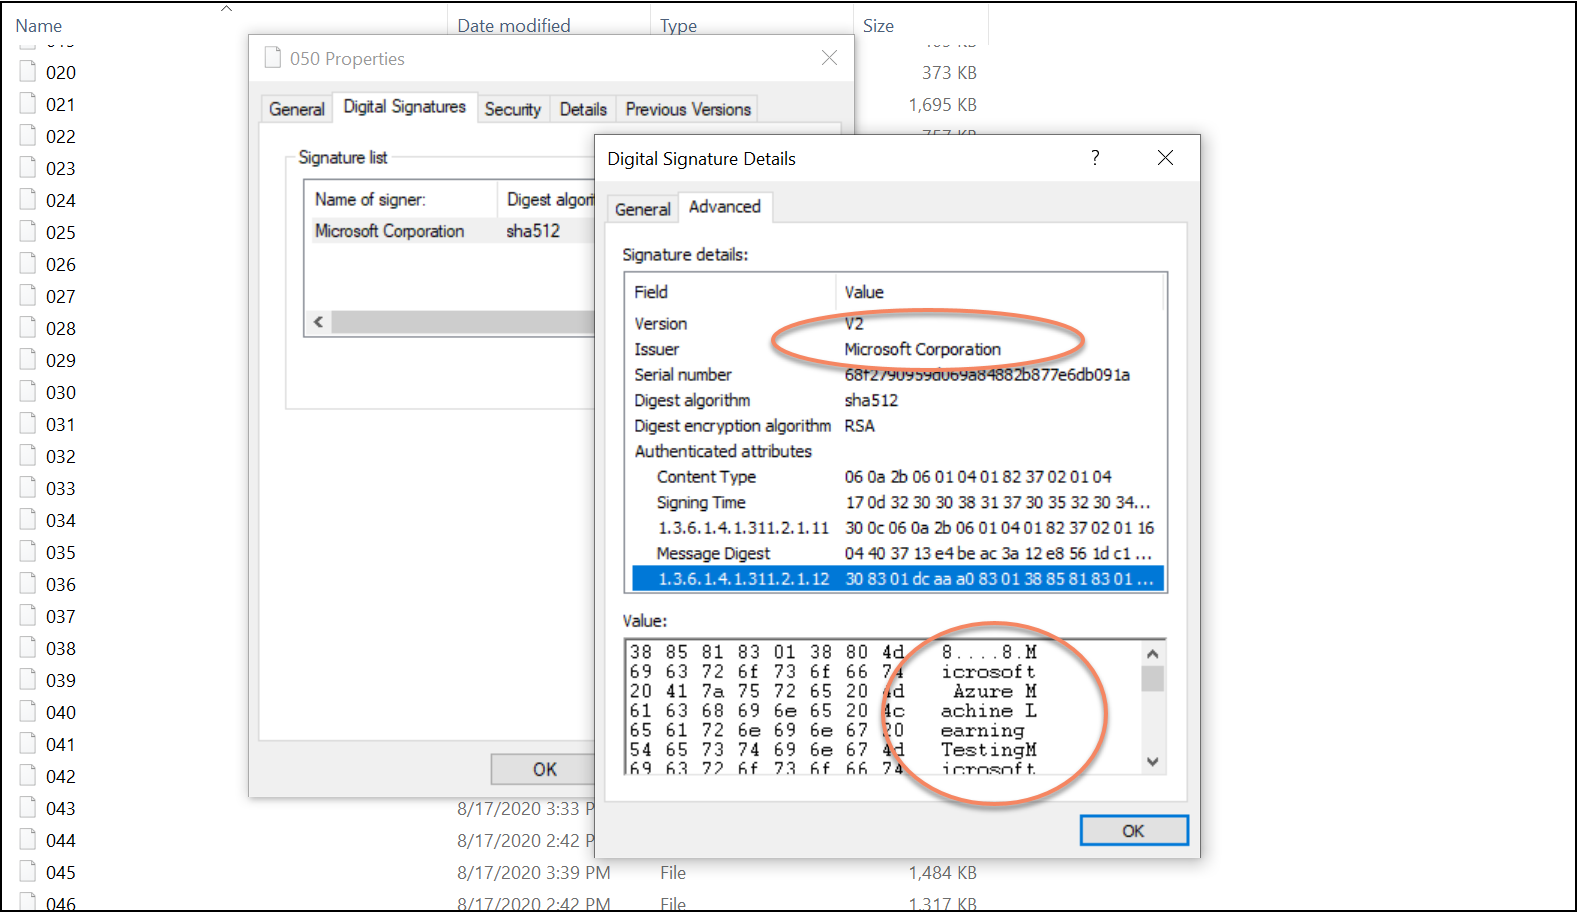 Name Date modified Type Size
050 Properties
020 373 KB
021 1,695 KB
General Digital Signatures Security Details Previous Versions
022 757 KB
Signature list
023
Name of signer:
024
Microsoft Corporation sha512
025
026
027
028
029
030
031
032
033
034
035
036
037
038
039
040
041
042
OK
043 8/17/2020 3:33 P
044 8/17/2020 2:42 P
045 8/17/2020 3:39 PM File 1,484 KB
046 8/17/2020 2:42 PM File 1,317 KB
Digital Signature Details ?
General Advanced
Signature details:
Field Value
Version V2
Issuer Microsoft Corporation
Serial number 68f2790959d069a84882b877e6db091a
Digest algorithm sha512
Digest encryption algorithm RSA
Authenticated attributes
Content Type 06 0a 2b 06 01 04 01 82 37 02 01 04
Signing Time 17 0d 32 30 30 38 31 37 30 35 32 30 34...
1.3.6.1.4.1.311.2.1.11 30 0c 06 0a 2b 06 01 04 01 82 37 02 01 16
Message Digest 04 40 37 13 e4 be ac 3a 12 e8 56 1d c1 ...
1.3.6.1.4.1.311.2.1.12 30 83 01 dc aa a0 83 01 38 85 81 83 01 ...
Value:
38 85 81 83 01 38 80 4d 8....8.M
69 63 72 6f 73 6f 66 74 icrosoft
20 41 7a 75 72 65 20 4d Azure M
61 63 68 69 6e 65 20 4c achine L
65 61 72 6e 69 6e 67 20 earning
54 65 73 74 69 6e 67 4d TestingM
69 63 72 6f 73 6f 66 74 icrosoft
OK